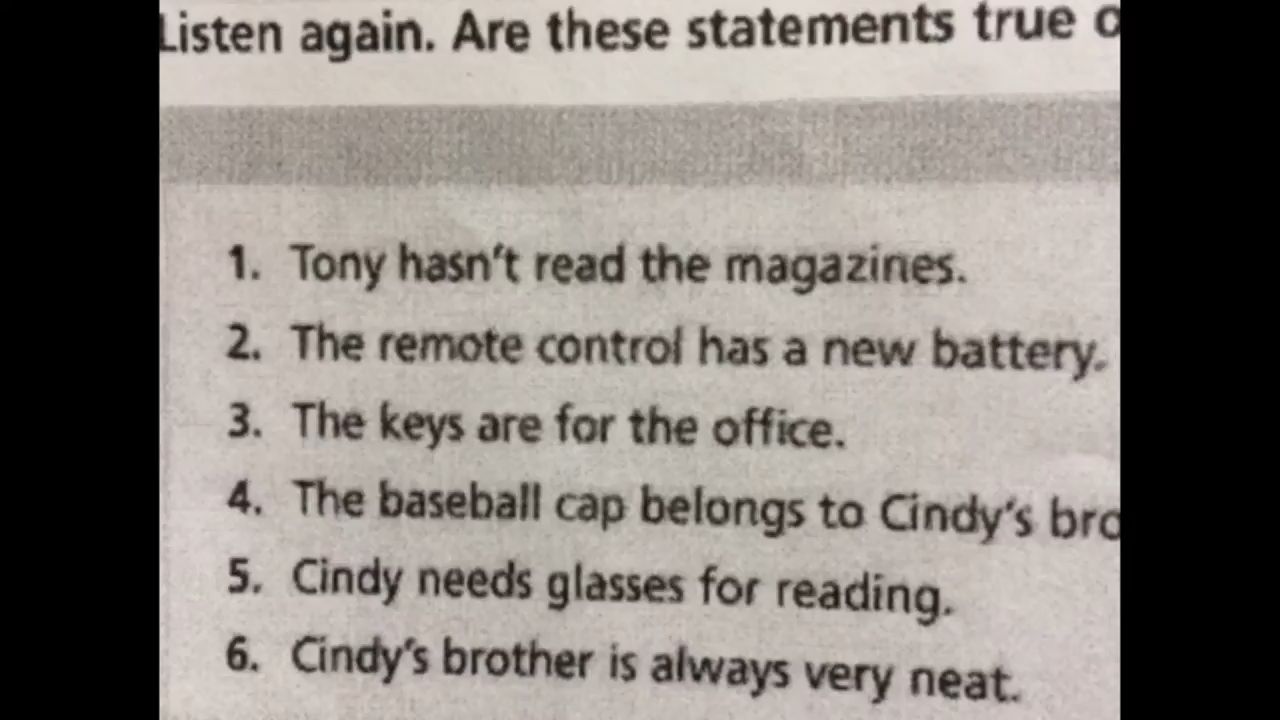 Listen again. Are these statements true
1. Tony hasn't read the magazines.
2. The remote control has a new battery.
3. The keys are for the office.
4. The baseball cap belongs to Cindy's
5. Cindy needs glasses for reading.
6. Cindy's brother is always very neat.